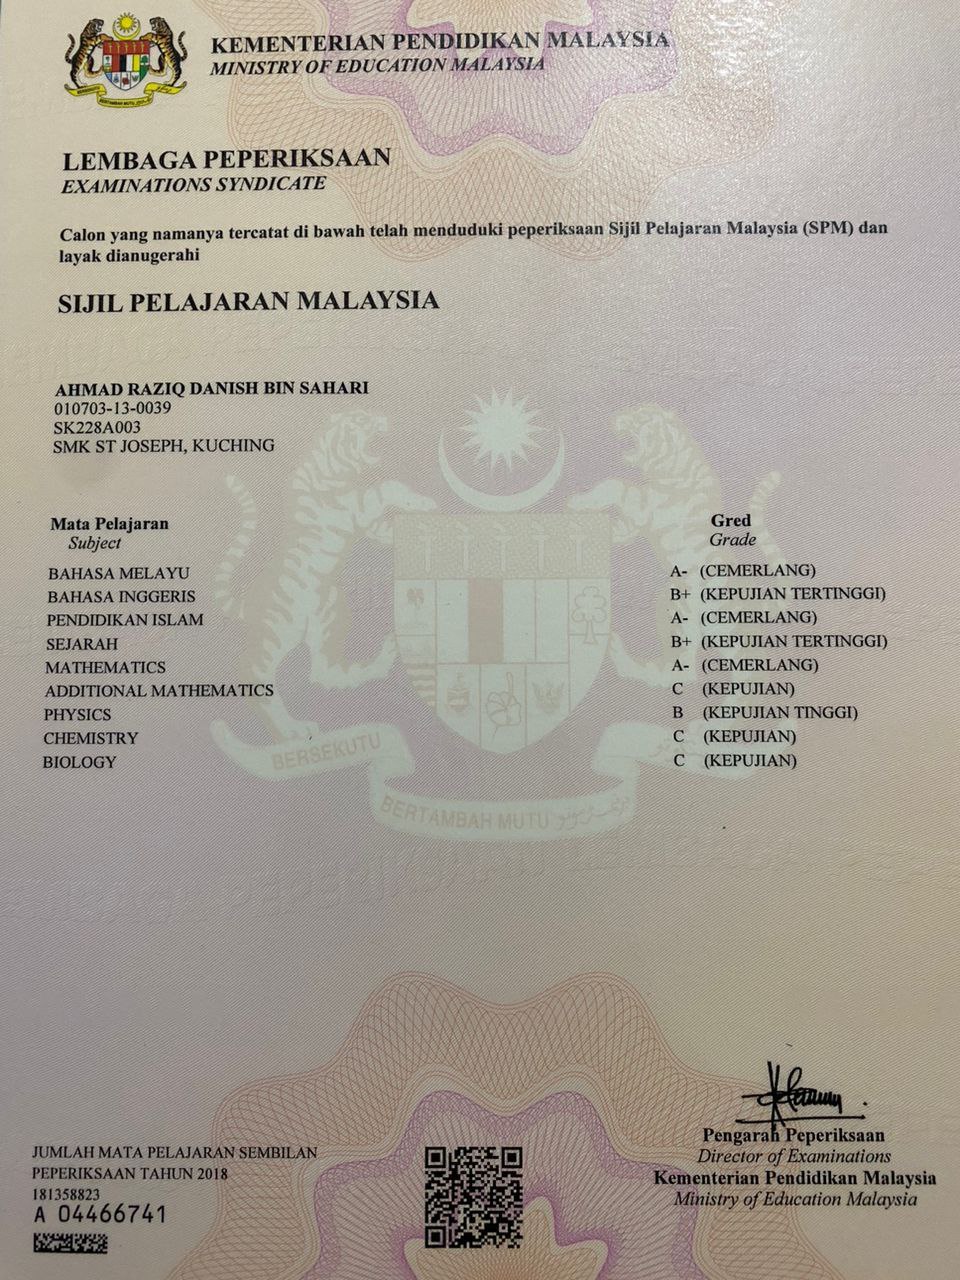 KEMENTERIAN PENDIDIKAN MALAYSIA
MINISTRY OF EDUCATION MALAYSIA
BERSEKUTU
BERTAMBAH MUTU
LEMBAGA PEPERIKSAAN
EXAMINATIONS SYNDICATE
Calon yang namanya tercatat di bawah telah menduduki peperiksaan Sijil Pelajaran Malaysia (SPM) dan
layak dianugerahi
SIJIL PELAJARAN MALAYSIA
AHMAD RAZIQ DANISH BIN SAHARI
010703-13-0039
SK228A003
SMK ST JOSEPH, KUCHING
Mata Pelajaran Gred
Subject Grade
BAHASA MELAYU A- (CEMERLANG)
BAHASA INGGERIS B+ (KEPUJIAN TERTINGGI)
PENDIDIKAN ISLAM A- (CEMERLANG)
SEJARAH B+ (KEPUJIAN TERTINGGI)
MATHEMATICS A- (CEMERLANG)
ADDITIONAL MATHEMATICS C (KEPUJIAN)
PHYSICS B (KEPUJIAN TINGGI)
CHEMISTRY C (KEPUJIAN)
BIOLOGY C (KEPUJIAN)
BERSEKUTU
BERTAMBAH MUTU
Pengarah Peperiksaan
Director of Examinations
Kementerian Pendidikan Malaysia
Ministry of Education Malaysia
JUMLAH MATA PELAJARAN SEMBILAN
PEPERIKSAAN TAHUN 2018
181358823
A 04466741